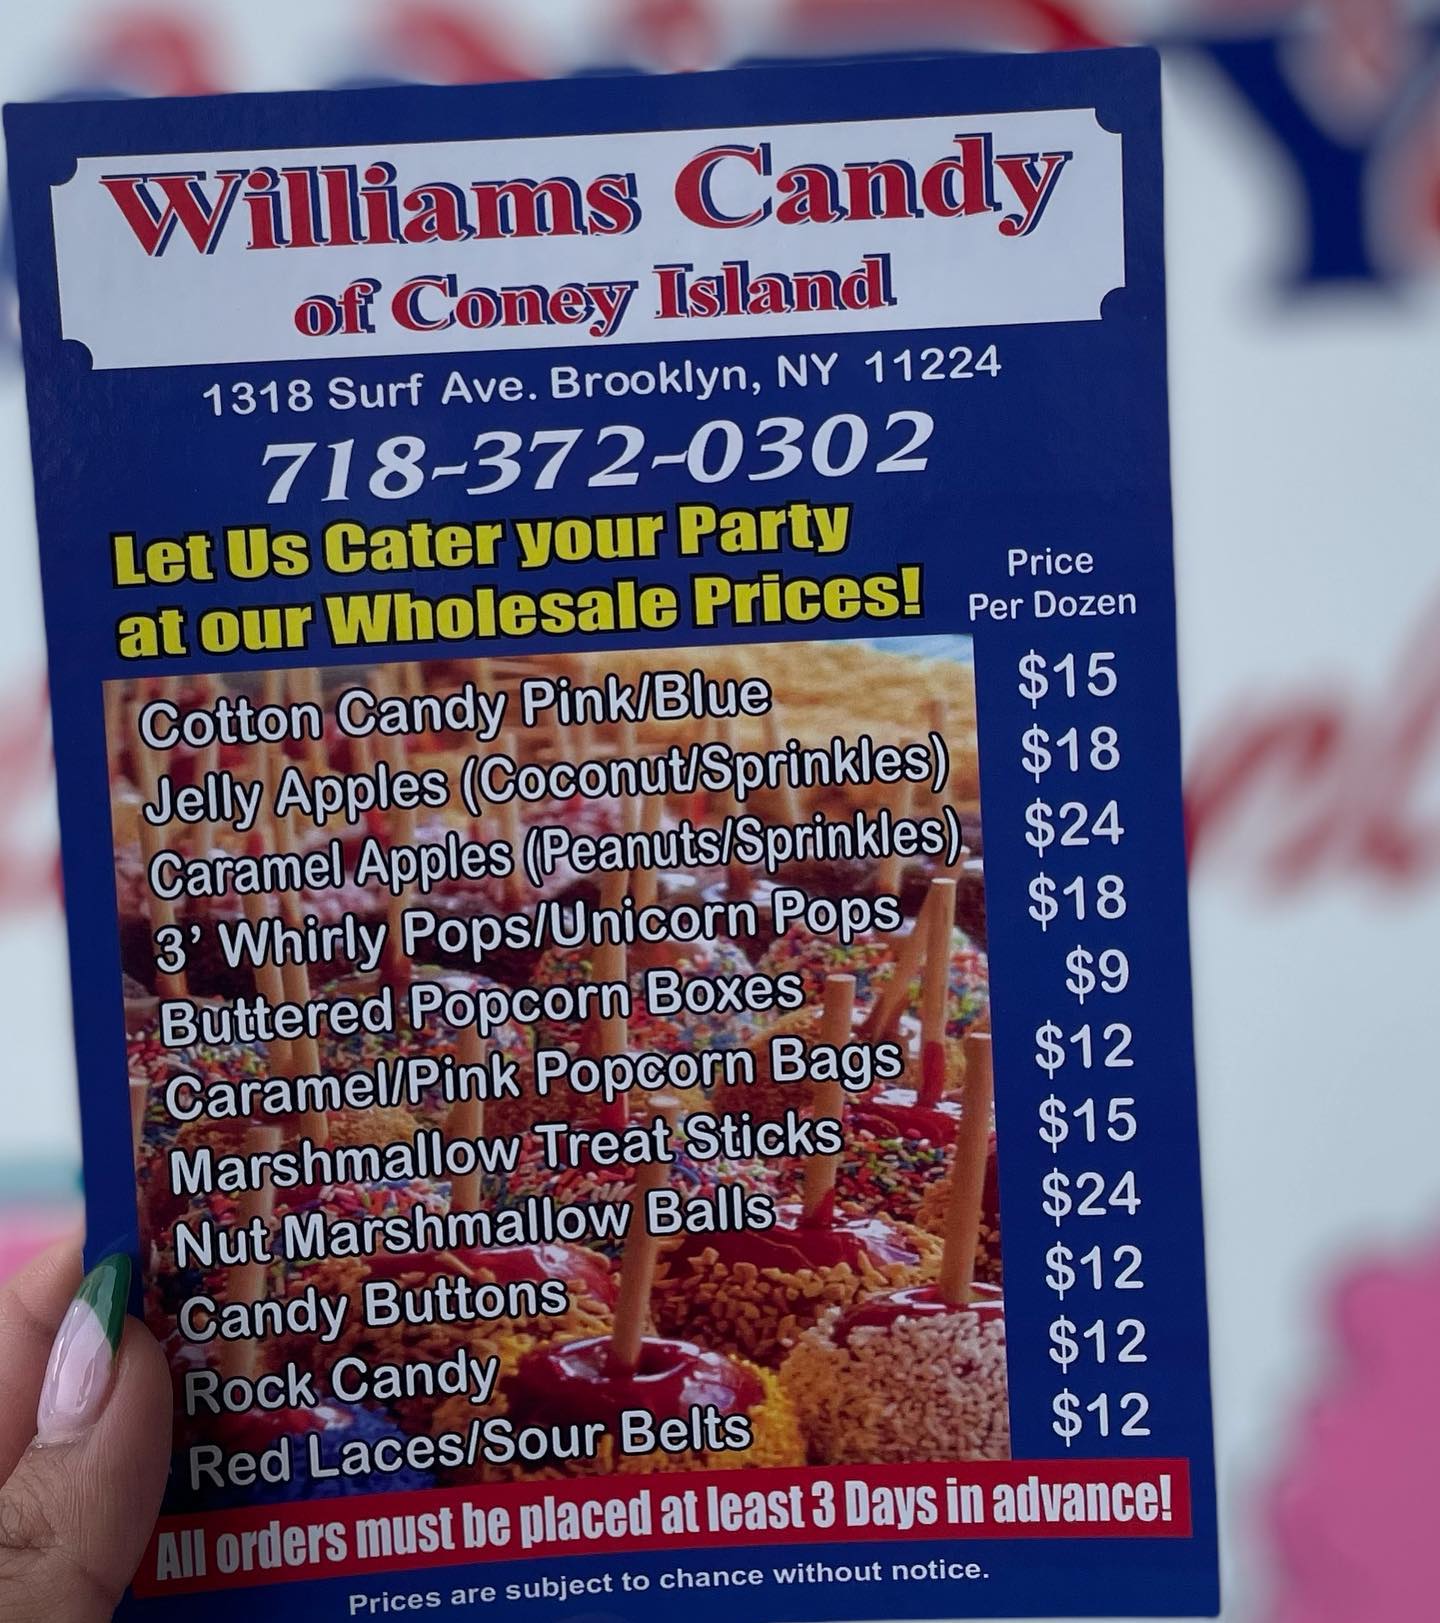 Williams Candy
of Coney Island
1318 Surf Ave. Brooklyn, NY 11224
718-372-0302
Let Us Cater your Party
at our Wholesale Prices!
Price
Per Dozen
Cotton Candy Pink/Blue $15
Jelly Apples (Coconut/Sprinkles) $18
Caramel Apples (Peanuts/Sprinkles) $24
3’ Whirly Pops/Unicorn Pops $18
Buttered Popcorn Boxes $9
Caramel/Pink Popcorn Bags $12
Marshmallow Treat Sticks $15
Nut Marshmallow Balls $24
Candy Buttons $12
Rock Candy $12
Red Laces/Sour Belts $12
All orders must be placed at least 3 Days in advance!
Prices are subject to chance without notice.